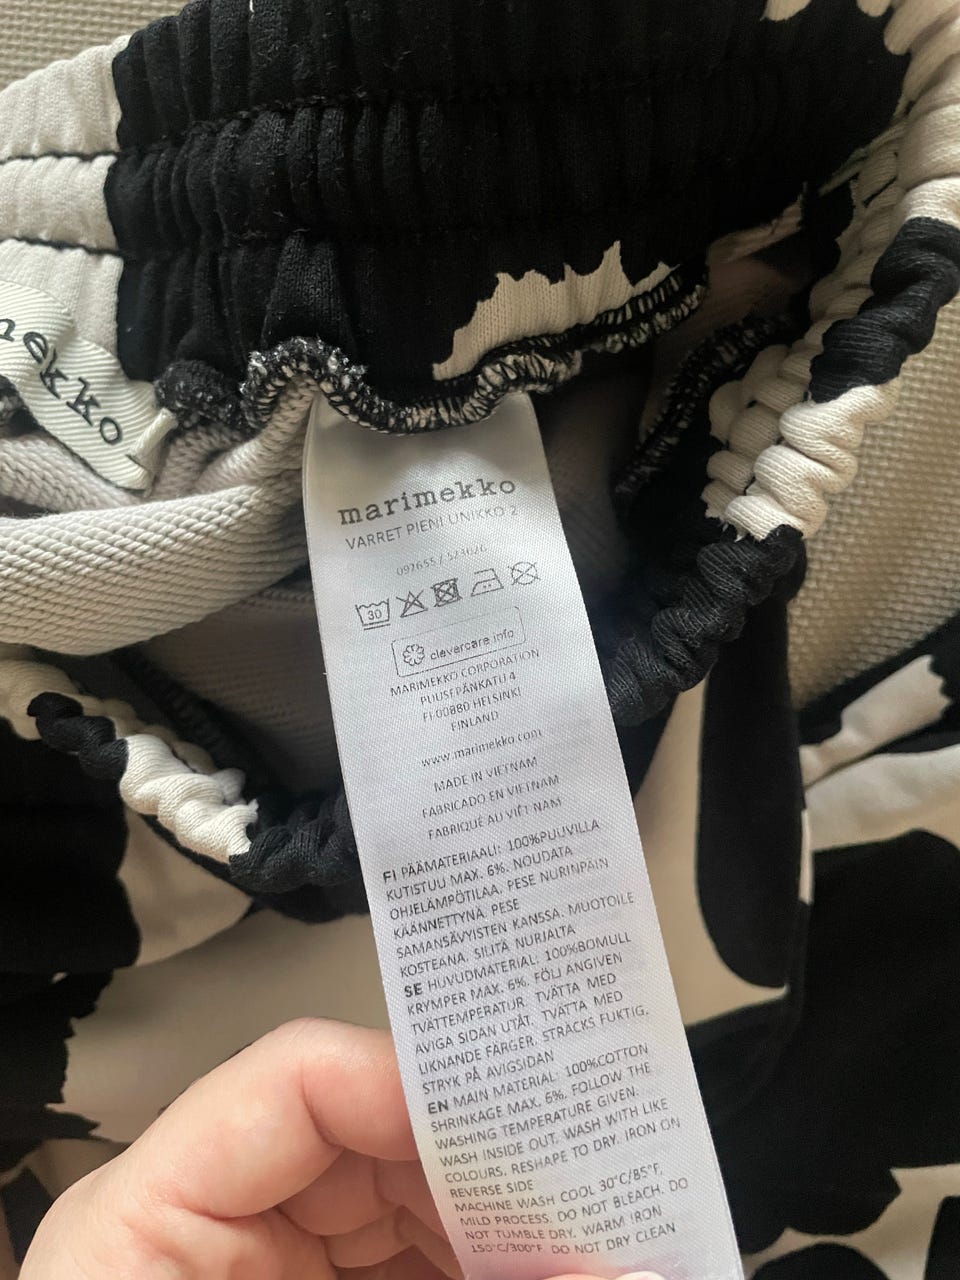 nekko
marimekko
VARRET PIENI UNIKKO 2
30
clevercare.info
MARIMEKKO CORPORATION
PUUSEPÄNKATU 4
FI-00880 HELSINKI
FINLAND
www.marimekko.com
MADE IN VIETNAM
FABRICADO EN VIETNAM
FABRIQUÉ AU VIÊT NAM
FI PÄÄMATERIAALI: 100%PUUVILLA
KUTISTUU MAX. 6%. NOUDATA
OHJELÄMPÖTILAA. PESE NURINPÄIN
KÄÄNNETTYNÄ. PESE
SAMANSÄVYISTEN KANSSA. MUOTOILE
KOSTEANA. SILITÄ NURJALTA
SE HUVUDMATERIAL: 100%BOMULL
KRYMPER MAX. 6%. FÖLJ ANGIVEN
TVÄTTEMPERATUR. TVÄTTA MED
AVIGA SIDAN UTÅT. TVÄTTA MED
LIKNANDE FÄRGER. STRÄCKS FUKTIG.
STRYK PÅ AVIGSIDAN
EN MAIN MATERIAL: 100%COTTON
SHRINKAGE MAX. 6%. FOLLOW THE
WASHING TEMPERATURE GIVEN.
WASH INSIDE OUT. WASH WITH LIKE
COLOURS. RESHAPE TO DRY. IRON ON
REVERSE SIDE
MACHINE WASH COOL 30°C/85°F,
MILD PROCESS. DO NOT BLEACH. DO
NOT TUMBLE DRY. WARM IRON
150°C/300°F. DO NOT DRY CLEAN